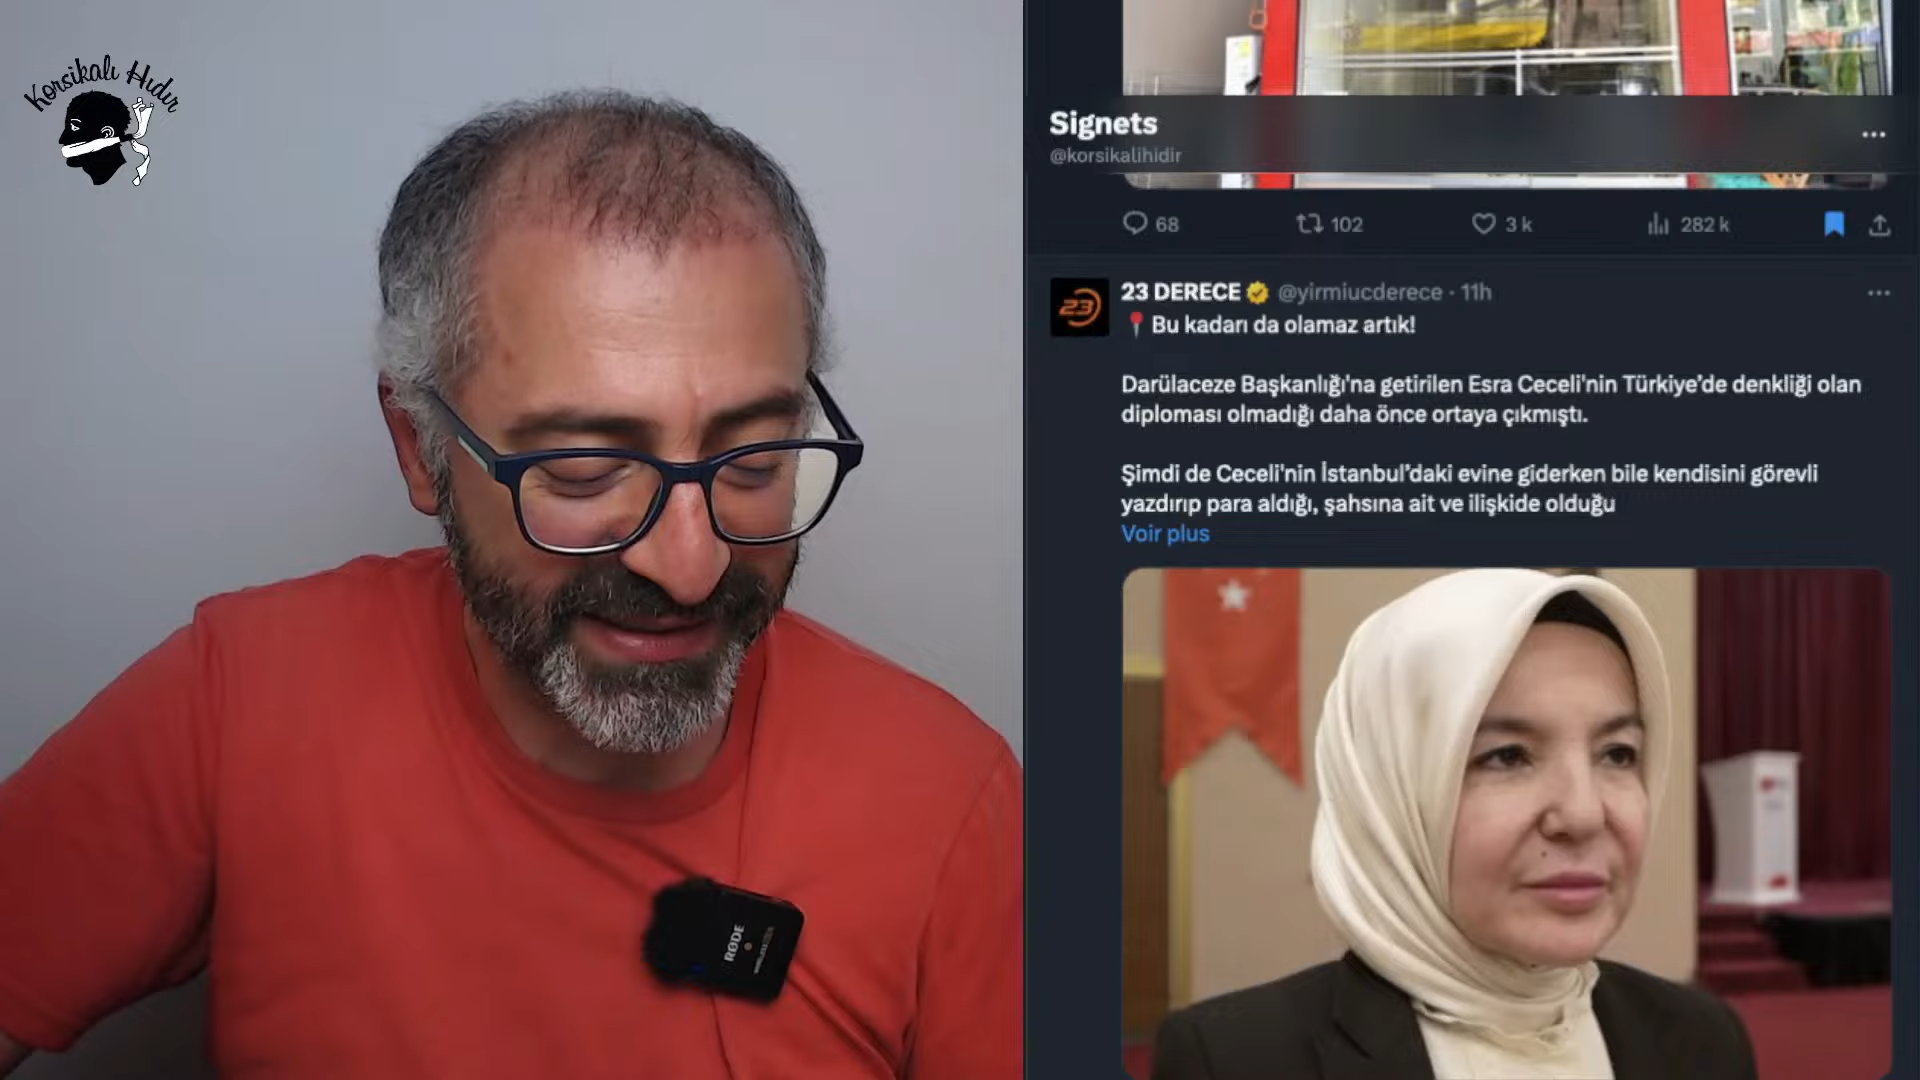 Korsikalı Hıdır
Signets
@korsikalihidir
68
102
3 k
282 k
23
23 DERECE @yirmiucderece · 11h
Bu kadarı da olamaz artık!
Darülaceze Başkanlığı'na getirilen Esra Ceceli'nin Türkiye’de denkliği olan
diploması olmadığı daha önce ortaya çıkmıştı.
Şimdi de Ceceli'nin İstanbul’daki evine giderken bile kendisini görevli
yazdırıp para aldığı, şahsına ait ve ilişkide olduğu
Voir plus
RØDE